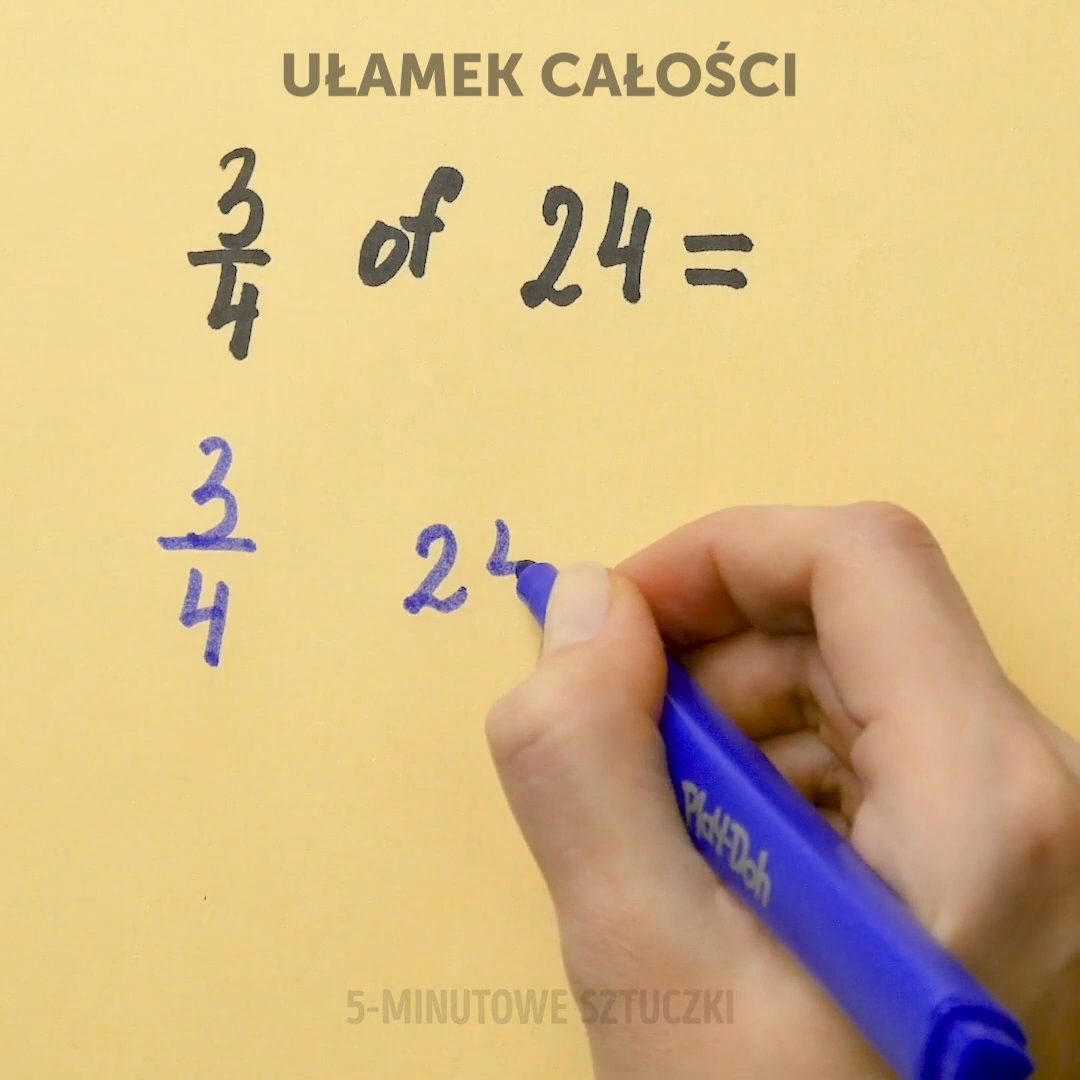 UŁAMEK CAŁOŚCI
3/4 of 24 =
3/4 2
Play-Doh
5-MINUTOWE SZTUCZKI